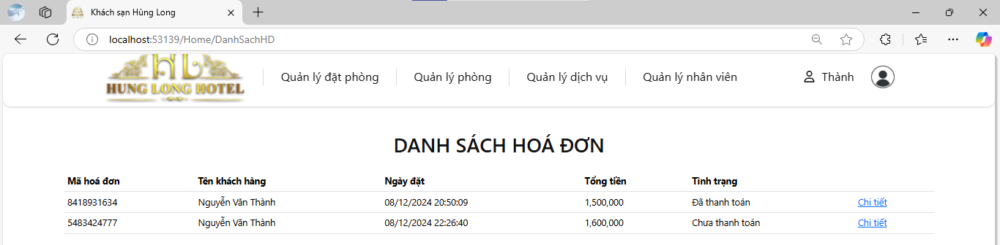 Khách sạn Hùng Long
localhost:53139/Home/DanhSachHD
HL
HUNG LONG HOTEL
Quản lý đặt phòng Quản lý phòng Quản lý dịch vụ Quản lý nhân viên Thành
DANH SÁCH HOÁ ĐƠN
Mã hoá đơn Tên khách hàng Ngày đặt Tổng tiền Tình trạng
8418931634 Nguyễn Văn Thành 08/12/2024 20:50:09 1,500,000 Đã thanh toán Chi tiết
5483424777 Nguyễn Văn Thành 08/12/2024 22:26:40 1,600,000 Chưa thanh toán Chi tiết